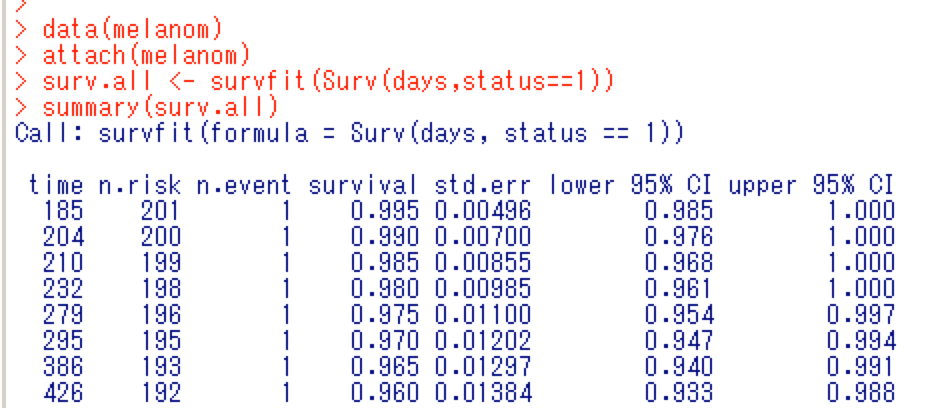 >
> data(melanom)
> attach(melanom)
> surv.all <- survfit(Surv(days,status==1))
> summary(surv.all)
Call: survfit(formula = Surv(days, status == 1))
time n.risk n.event survival std.err lower 95% CI upper 95% CI
185 201 1 0.995 0.00496 0.985 1.000
204 200 1 0.990 0.00700 0.976 1.000
210 199 1 0.985 0.00855 0.968 1.000
232 198 1 0.980 0.00985 0.961 1.000
279 196 1 0.975 0.01100 0.954 0.997
295 195 1 0.970 0.01202 0.947 0.994
386 193 1 0.965 0.01297 0.940 0.991
426 192 1 0.960 0.01384 0.933 0.988